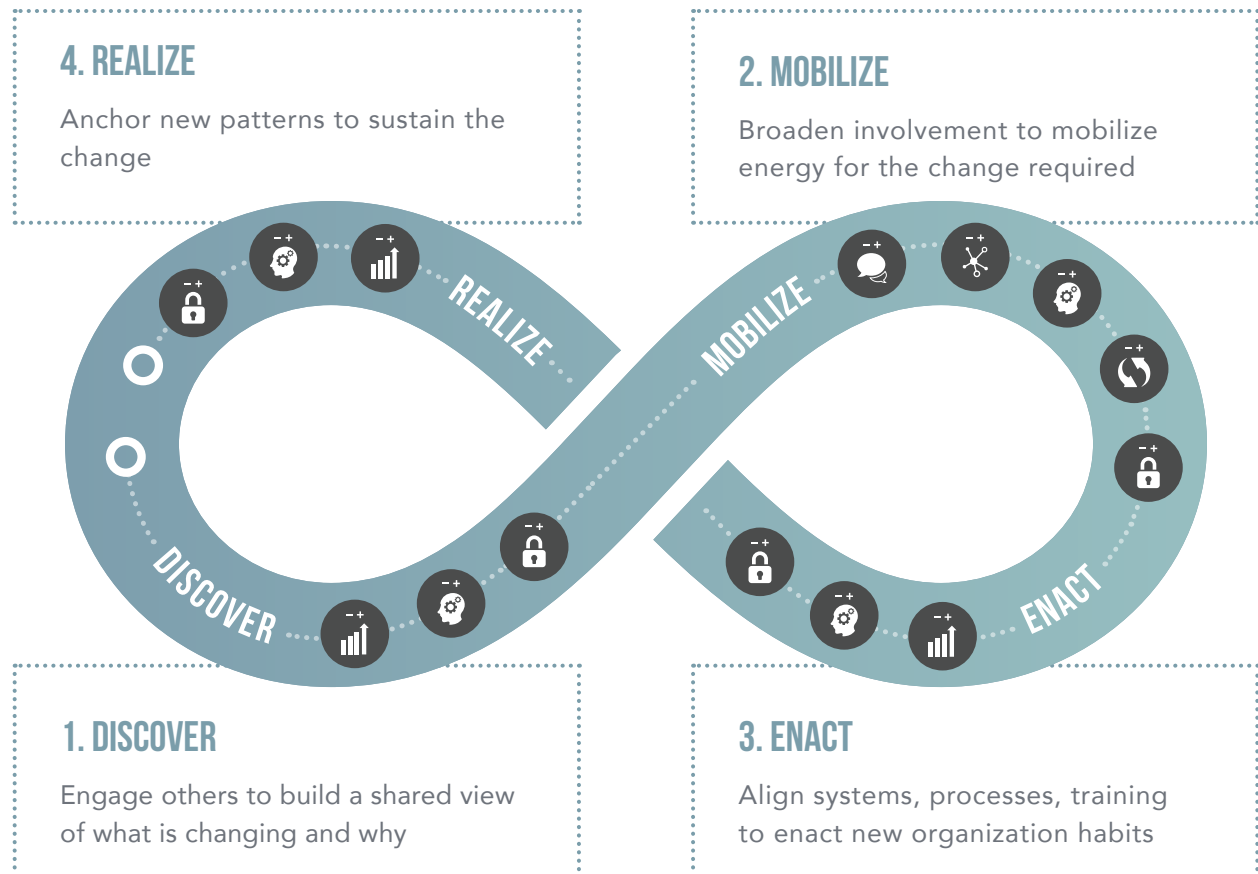 4. REALIZE
Anchor new patterns to sustain the
change
2. MOBILIZE
Broaden involvement to mobilize
energy for the change required
REALIZE
MOBILIZE
DISCOVER
ENACT
1. DISCOVER
Engage others to build a shared view
of what is changing and why
3. ENACT
Align systems, processes, training
to enact new organization habits